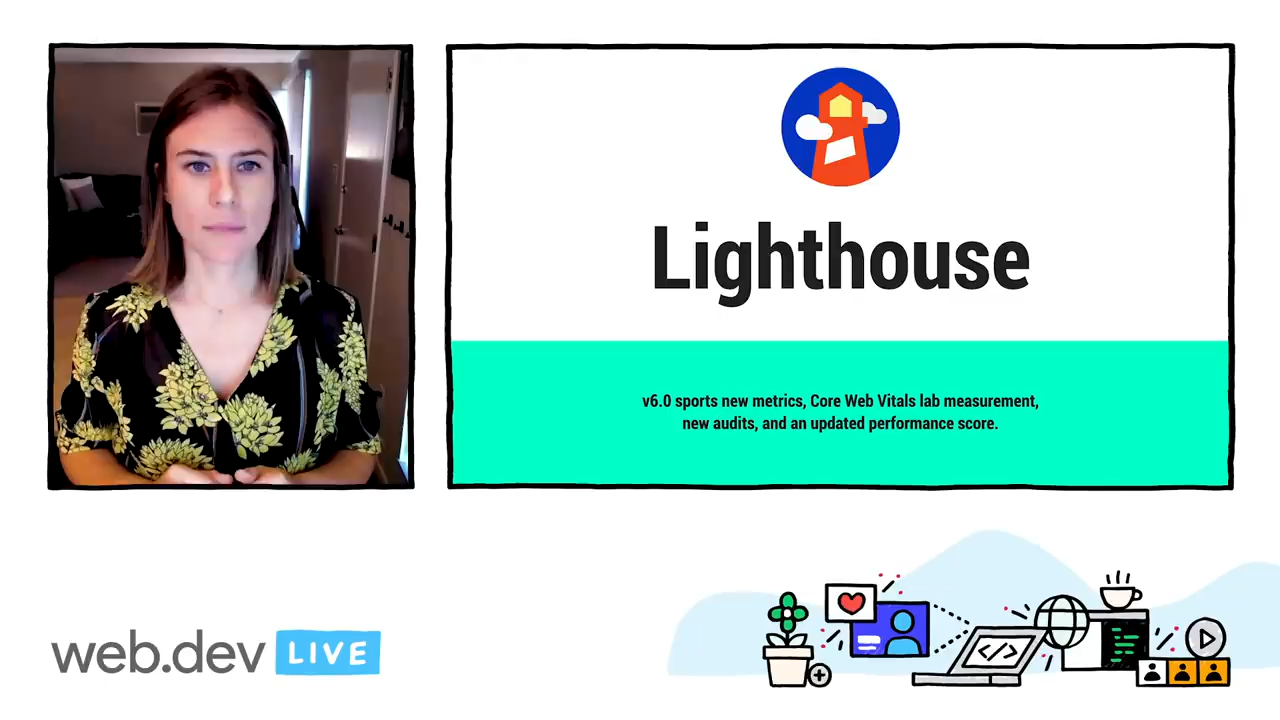 Lighthouse
v6.0 sports new metrics, Core Web Vitals lab measurement,
new audits, and an updated performance score.
web.dev LIVE
</>